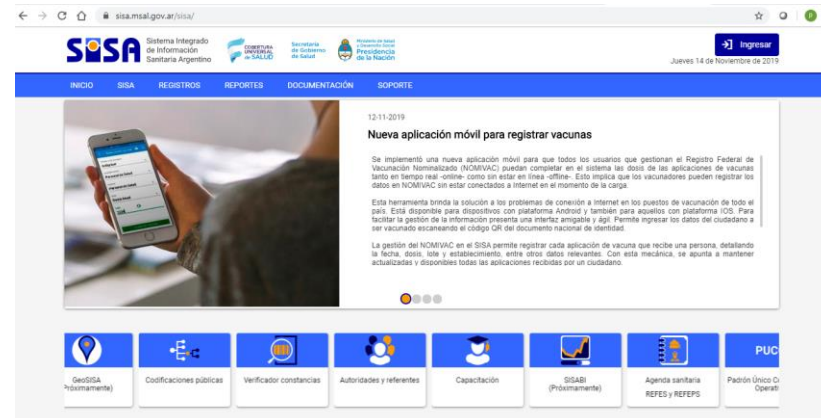 sisa.msal.gov.ar/sisa/
SISA
Sistema Integrado
de Información
Sanitaria Argentino
COBERTURA
UNIVERSAL
de SALUD
Secretaría
de Gobierno
de Salud
Ministerio de Salud
y Desarrollo Social
Presidencia
de la Nación
Ingresar
Jueves 14 de Noviembre de 2019
INICIO SISA REGISTROS REPORTES DOCUMENTACIÓN SOPORTE
12-11-2019
Nueva aplicación móvil para registrar vacunas
Se implementó una nueva aplicación móvil para que todos los usuarios que gestionan el Registro Federal de
Vacunación Nominalizado (NOMIVAC) puedan completar en el sistema las dosis de las aplicaciones de vacunas
tanto en tiempo real -online- como sin estar en línea -offline-. Esto implica que los vacunadores pueden registrar los
datos en NOMIVAC sin estar conectados a Internet en el momento de la carga.
Esta herramienta brinda la solución a los problemas de conexión a internet en los puestos de vacunación de todo el
país. Está disponible para dispositivos con plataforma Android y también para aquellos con plataforma IOS. Para
facilitar la gestión de la información presenta una interfaz amigable y ágil. Permite ingresar los datos del ciudadano a
ser vacunado escaneando el código QR del documento nacional de identidad.
La gestión del NOMIVAC en el SISA permite registrar cada aplicación de vacuna que recibe una persona, detallando
la fecha, dosis, lote y establecimiento, entre otros datos relevantes. Con esta mecánica, se apunta a mantener
actualizadas y disponibles todas las aplicaciones recibidas por un ciudadano.
PUC
GeoSISA
Próximamente)
Codificaciones públicas
Verificador constancias
Autoridades y referentes
Capacitación
SISABI
(Próximamente)
Agenda sanitaria
REFES y REFEPS
Padrón Único C
Operati